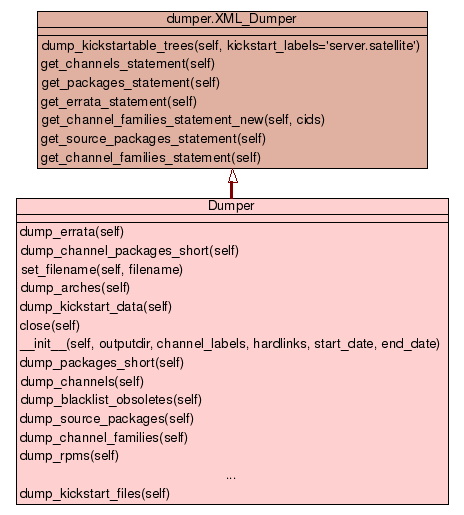 dumper.XML_Dumper
dump_kickstartable_trees(self, kickstart_labels='server.satellite')
get_channels_statement(self)
get_packages_statement(self)
get_errata_statement(self)
get_channel_families_statement_new(self, cids)
get_source_packages_statement(self)
get_channel_families_statement(self)
Dumper
dump_errata(self)
dump_channel_packages_short(self)
set_filename(self, filename)
dump_arches(self)
dump_kickstart_data(self)
close(self)
__init__(self, outputdir, channel_labels, hardlinks, start_date, end_date)
dump_packages_short(self)
dump_channels(self)
dump_blacklist_obsoletes(self)
dump_source_packages(self)
dump_channel_families(self)
dump_rpms(self)
...
dump_kickstart_files(self)